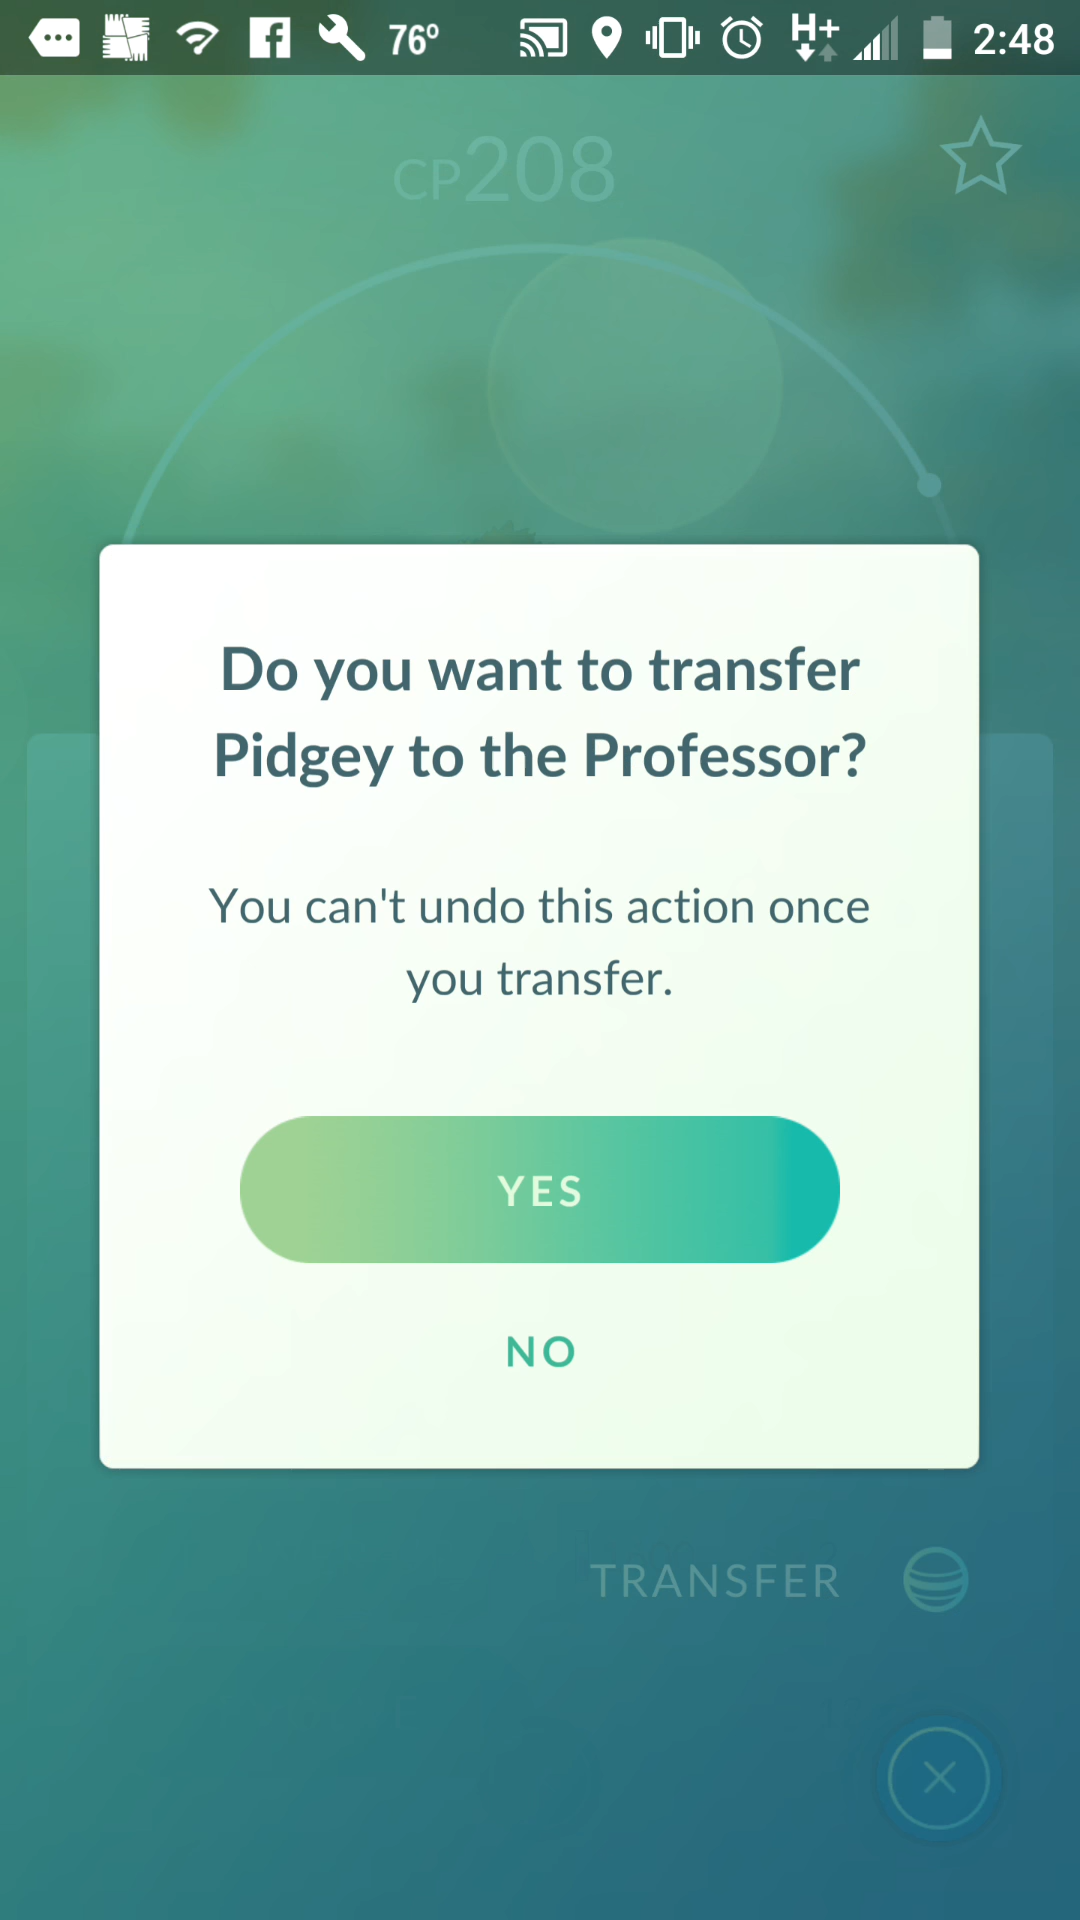 76° H+ 2:48
CP208
Do you want to transfer
Pidgey to the Professor?
You can't undo this action once
you transfer.
YES
NO
TRANSFER